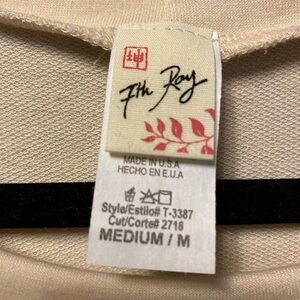 7th Ray
MADE IN U.S.A
HECHO EN E.U.A
Style/Estilo# T-3387
Cut/Corte# 2718
MEDIUM / M